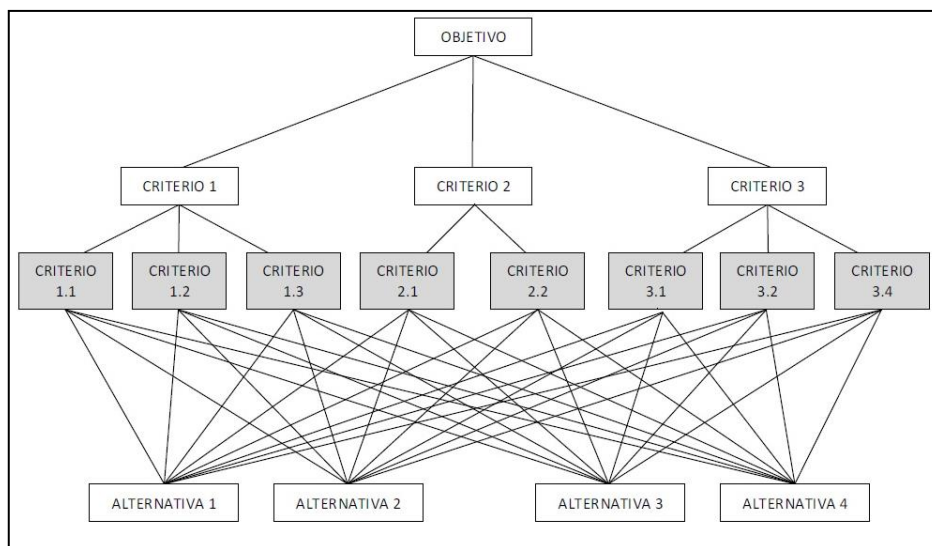 OBJETIVO
CRITERIO 1
CRITERIO 2
CRITERIO 3
CRITERIO
1.1
CRITERIO
1.2
CRITERIO
1.3
CRITERIO
2.1
CRITERIO
2.2
CRITERIO
3.1
CRITERIO
3.2
CRITERIO
3.4
ALTERNATIVA 1
ALTERNATIVA 2
ALTERNATIVA 3
ALTERNATIVA 4